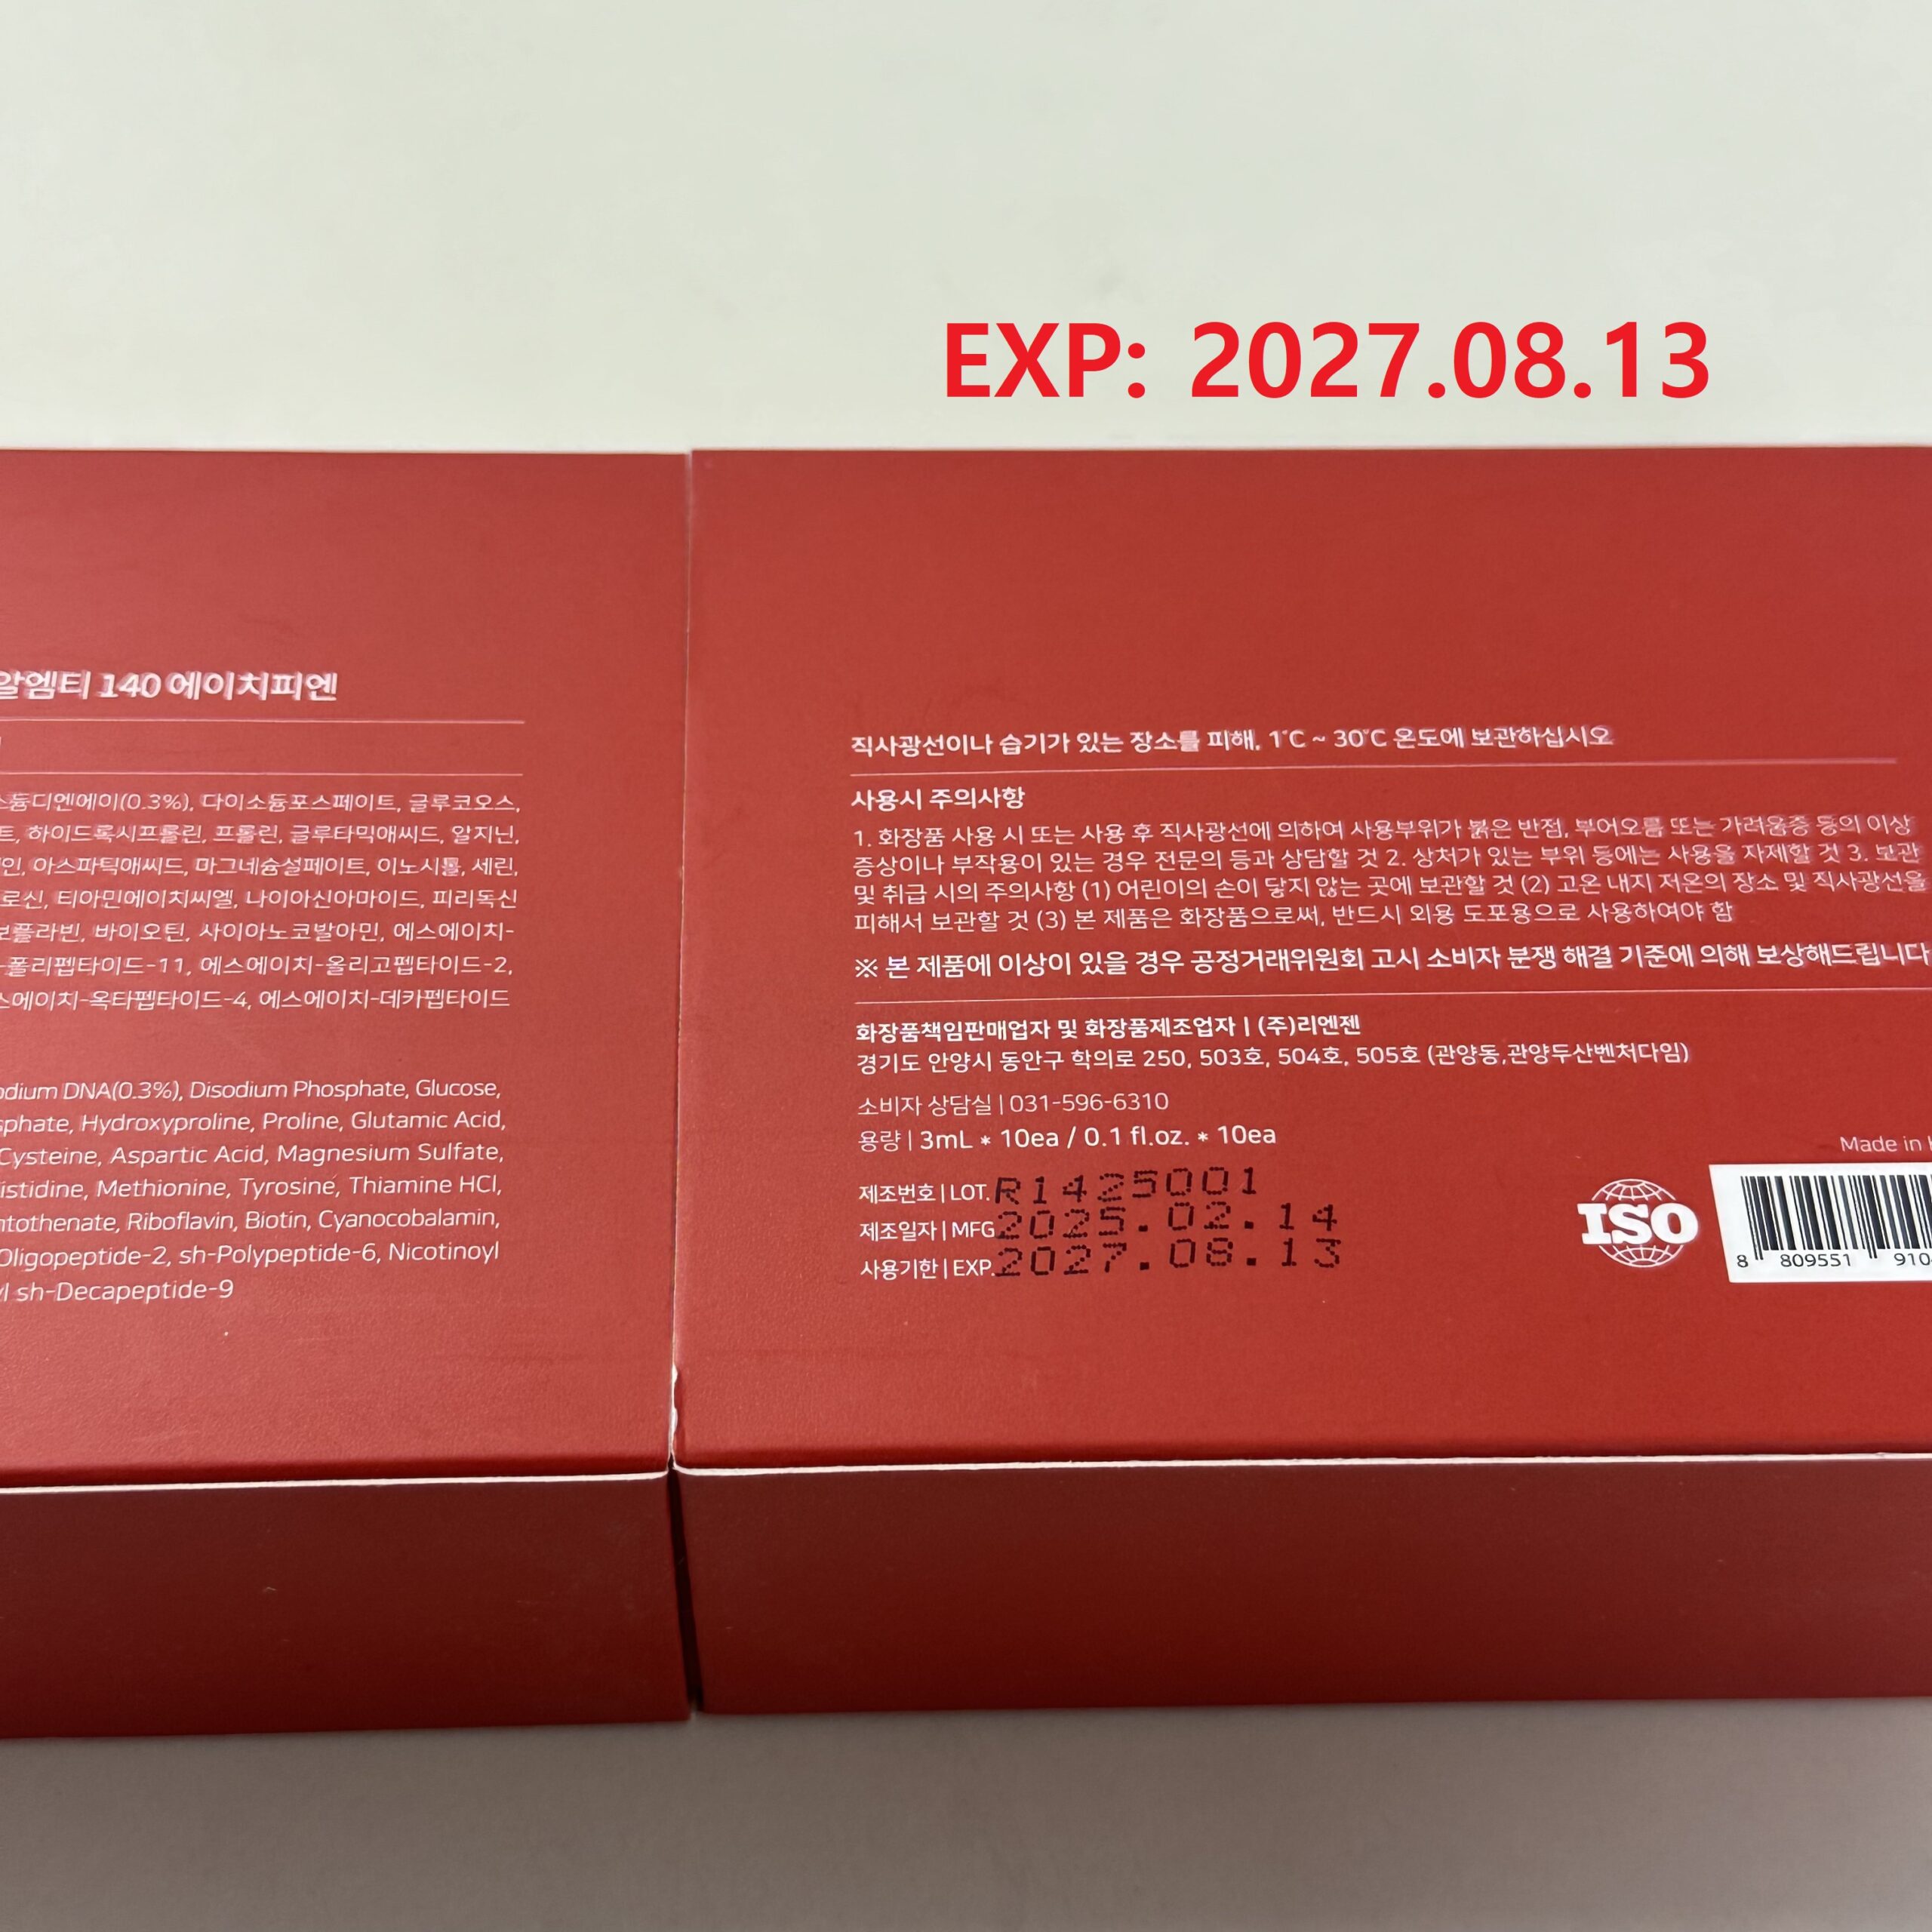 EXP: 2027.08.13
알엠티 140 에이치피엔
스듐디엔에이(0.3%), 다이소듐포스페이트, 글루코오스,
트, 하이드록시프롤린, 프롤린, 글루타믹애씨드, 알지닌,
인, 아스파틱애씨드, 마그네슘설페이트, 이노시톨, 세린,
로신, 티아민에이치씨엘, 나이아신아마이드, 피리독신
보플라빈, 바이오틴, 사이아노코발아민, 에스에이치-
-폴리펩타이드-11, 에스에이치-올리고펩타이드-2,
스에이치-옥타펩타이드-4, 에스에이치-데카펩타이드
odium DNA(0.3%), Disodium Phosphate, Glucose,
sphate, Hydroxyproline, Proline, Glutamic Acid,
Cysteine, Aspartic Acid, Magnesium Sulfate,
istidine, Methionine, Tyrosine, Thiamine HCl,
ntothenate, Riboflavin, Biotin, Cyanocobalamin,
Oligopeptide-2, sh-Polypeptide-6, Nicotinoyl
yl sh-Decapeptide-9
직사광선이나 습기가 있는 장소를 피해, 1°C ~ 30°C 온도에 보관하십시오
사용시 주의사항
1. 화장품 사용 시 또는 사용 후 직사광선에 의하여 사용부위가 붉은 반점, 부어오름 또는 가려움증 등의 이상
증상이나 부작용이 있는 경우 전문의 등과 상담할 것 2. 상처가 있는 부위 등에는 사용을 자제할 것 3. 보관
및 취급 시의 주의사항 (1) 어린이의 손이 닿지 않는 곳에 보관할 것 (2) 고온 내지 저온의 장소 및 직사광선을
피해서 보관할 것 (3) 본 제품은 화장품으로써, 반드시 외용 도포용으로 사용하여야 함
※ 본 제품에 이상이 있을 경우 공정거래위원회 고시 소비자 분쟁 해결 기준에 의해 보상해드립니다
화장품책임판매업자 및 화장품제조업자 | (주)리엔젠
경기도 안양시 동안구 학의로 250, 503호, 504호, 505호 (관양동,관양두산벤처다임)
소비자 상담실 | 031-596-6310
용량 | 3mL * 10ea / 0.1 fl.oz. * 10ea
제조번호 | LOT. R1425001
제조일자 | MFG. 2025.02.14
사용기한 | EXP. 2027.08.13
ISO
Made in
8 809551 910